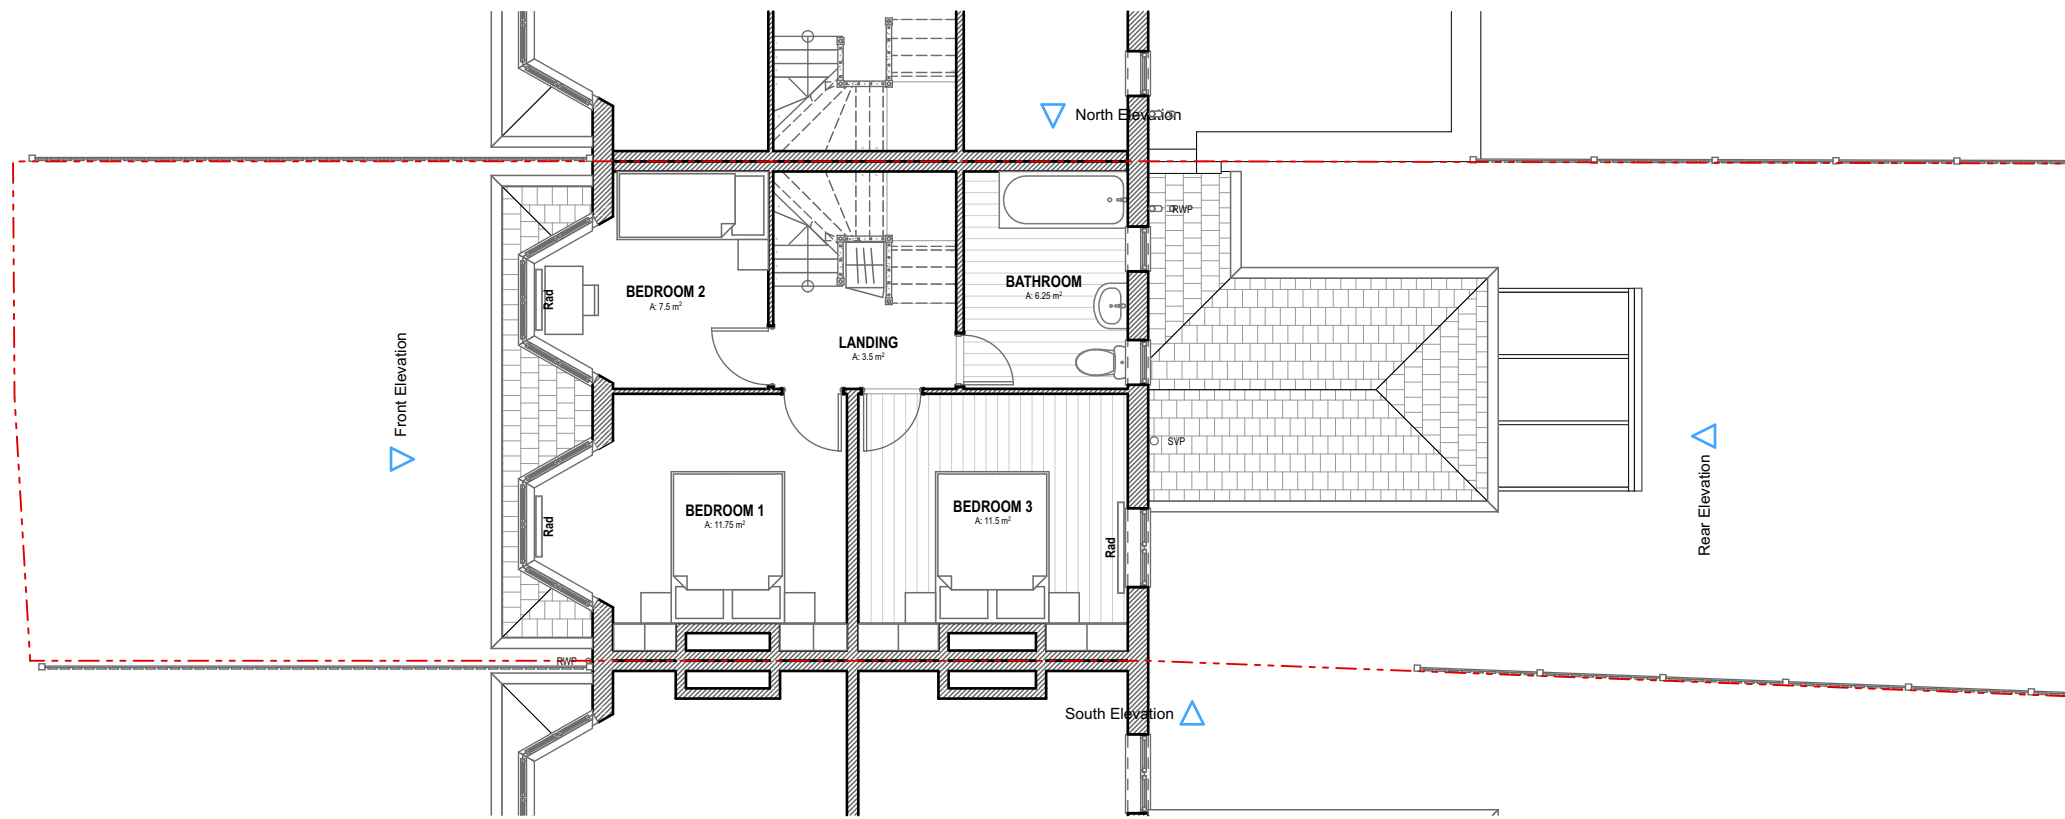 North Elevation
RWP
BEDROOM 2
A: 7.5 m²
Rad
BATHROOM
A: 6.25 m²
LANDING
A: 3.5 m²
Front Elevation
SVP
Rear Elevation
BEDROOM 1
A: 11.75 m²
Rad
BEDROOM 3
A: 11.5 m²
Rad
RWP
South Elevation